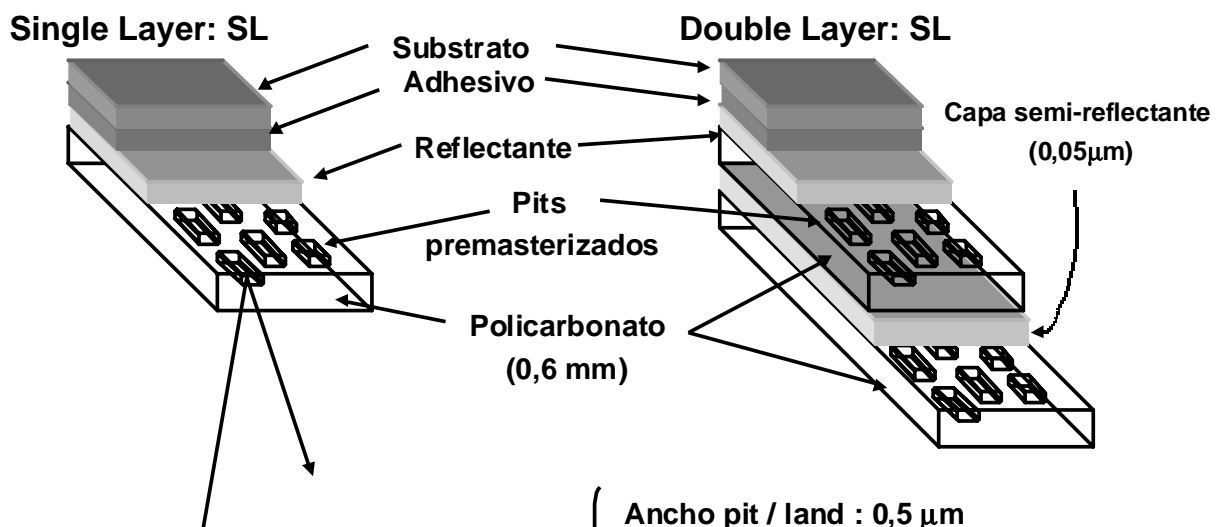 Single Layer: SL
Double Layer: SL
Substrato
Adhesivo
Capa semi-reflectante
(0,05μm)
Reflectante
Pits
premasterizados
Policarbonato
(0,6 mm)
Ancho pit / land : 0,5 μm